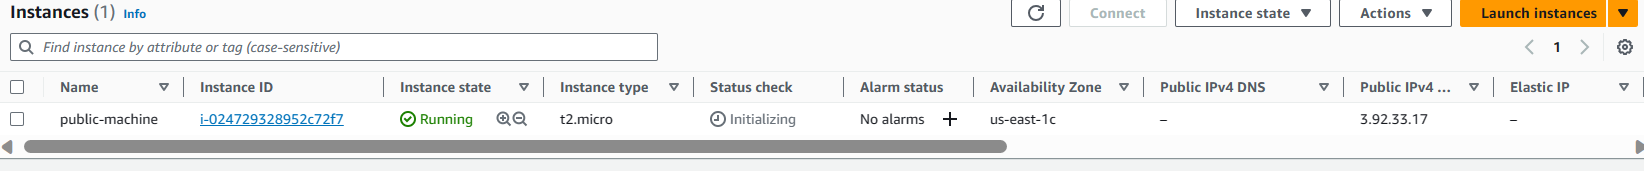 Instances (1) Info Connect Instance state Actions Launch instances
Find instance by attribute or tag (case-sensitive) 1
Name Instance ID Instance state Instance type Status check Alarm status Availability Zone Public IPv4 DNS Public IPv4 ... Elastic IP
public-machine i-024729328952c72f7 Running t2.micro Initializing No alarms us-east-1c – 3.92.33.17 –